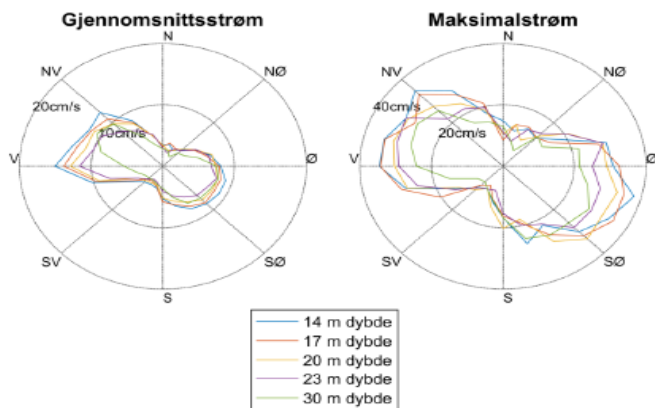 Gjennomsnittsstrøm
N
NV
NØ
20cm/s
10cm/s
V
Ø
SV
SØ
S
Maksimalstrøm
N
NV
NØ
40cm/s
20cm/s
V
Ø
SV
SØ
S
14 m dybde
17 m dybde
20 m dybde
23 m dybde
30 m dybde